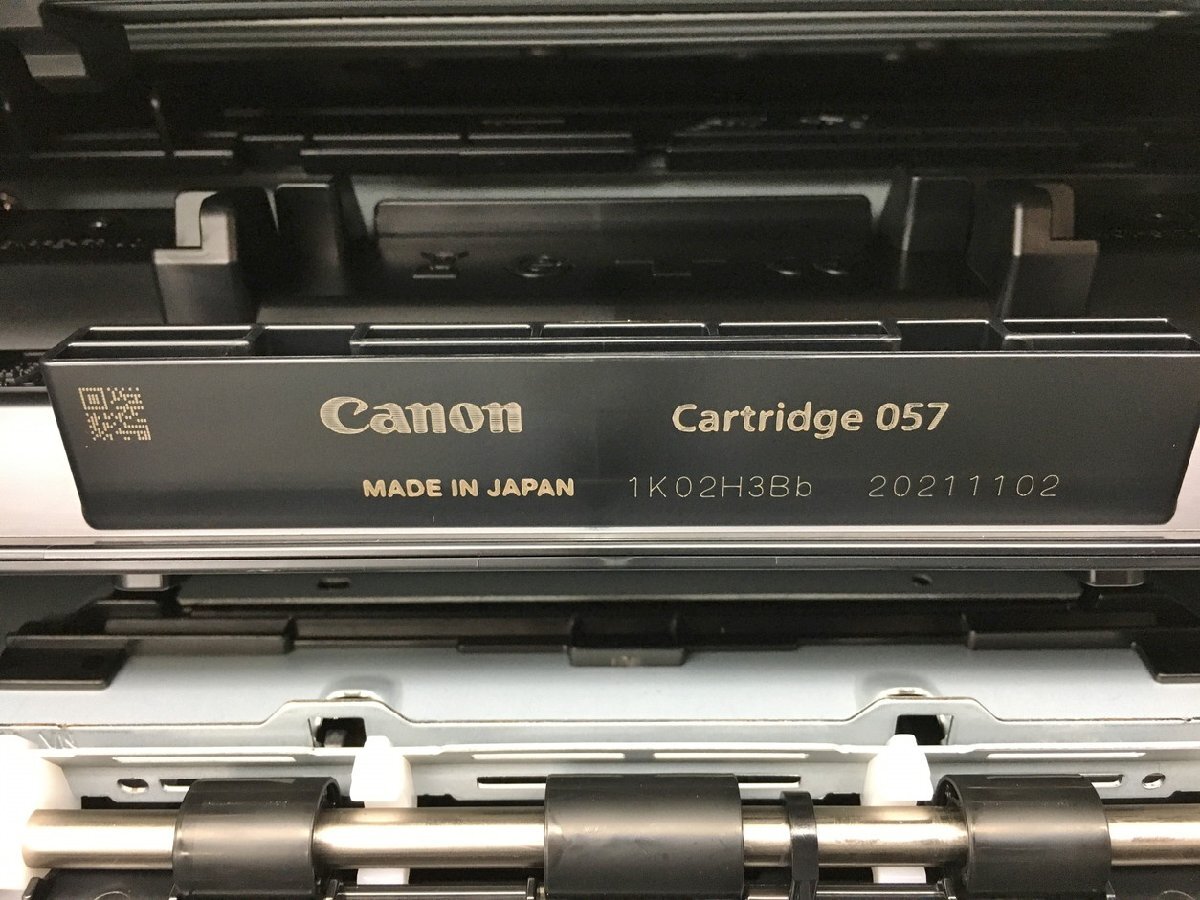 Canon Cartridge 057
MADE IN JAPAN 1K02H3Bb 20211102